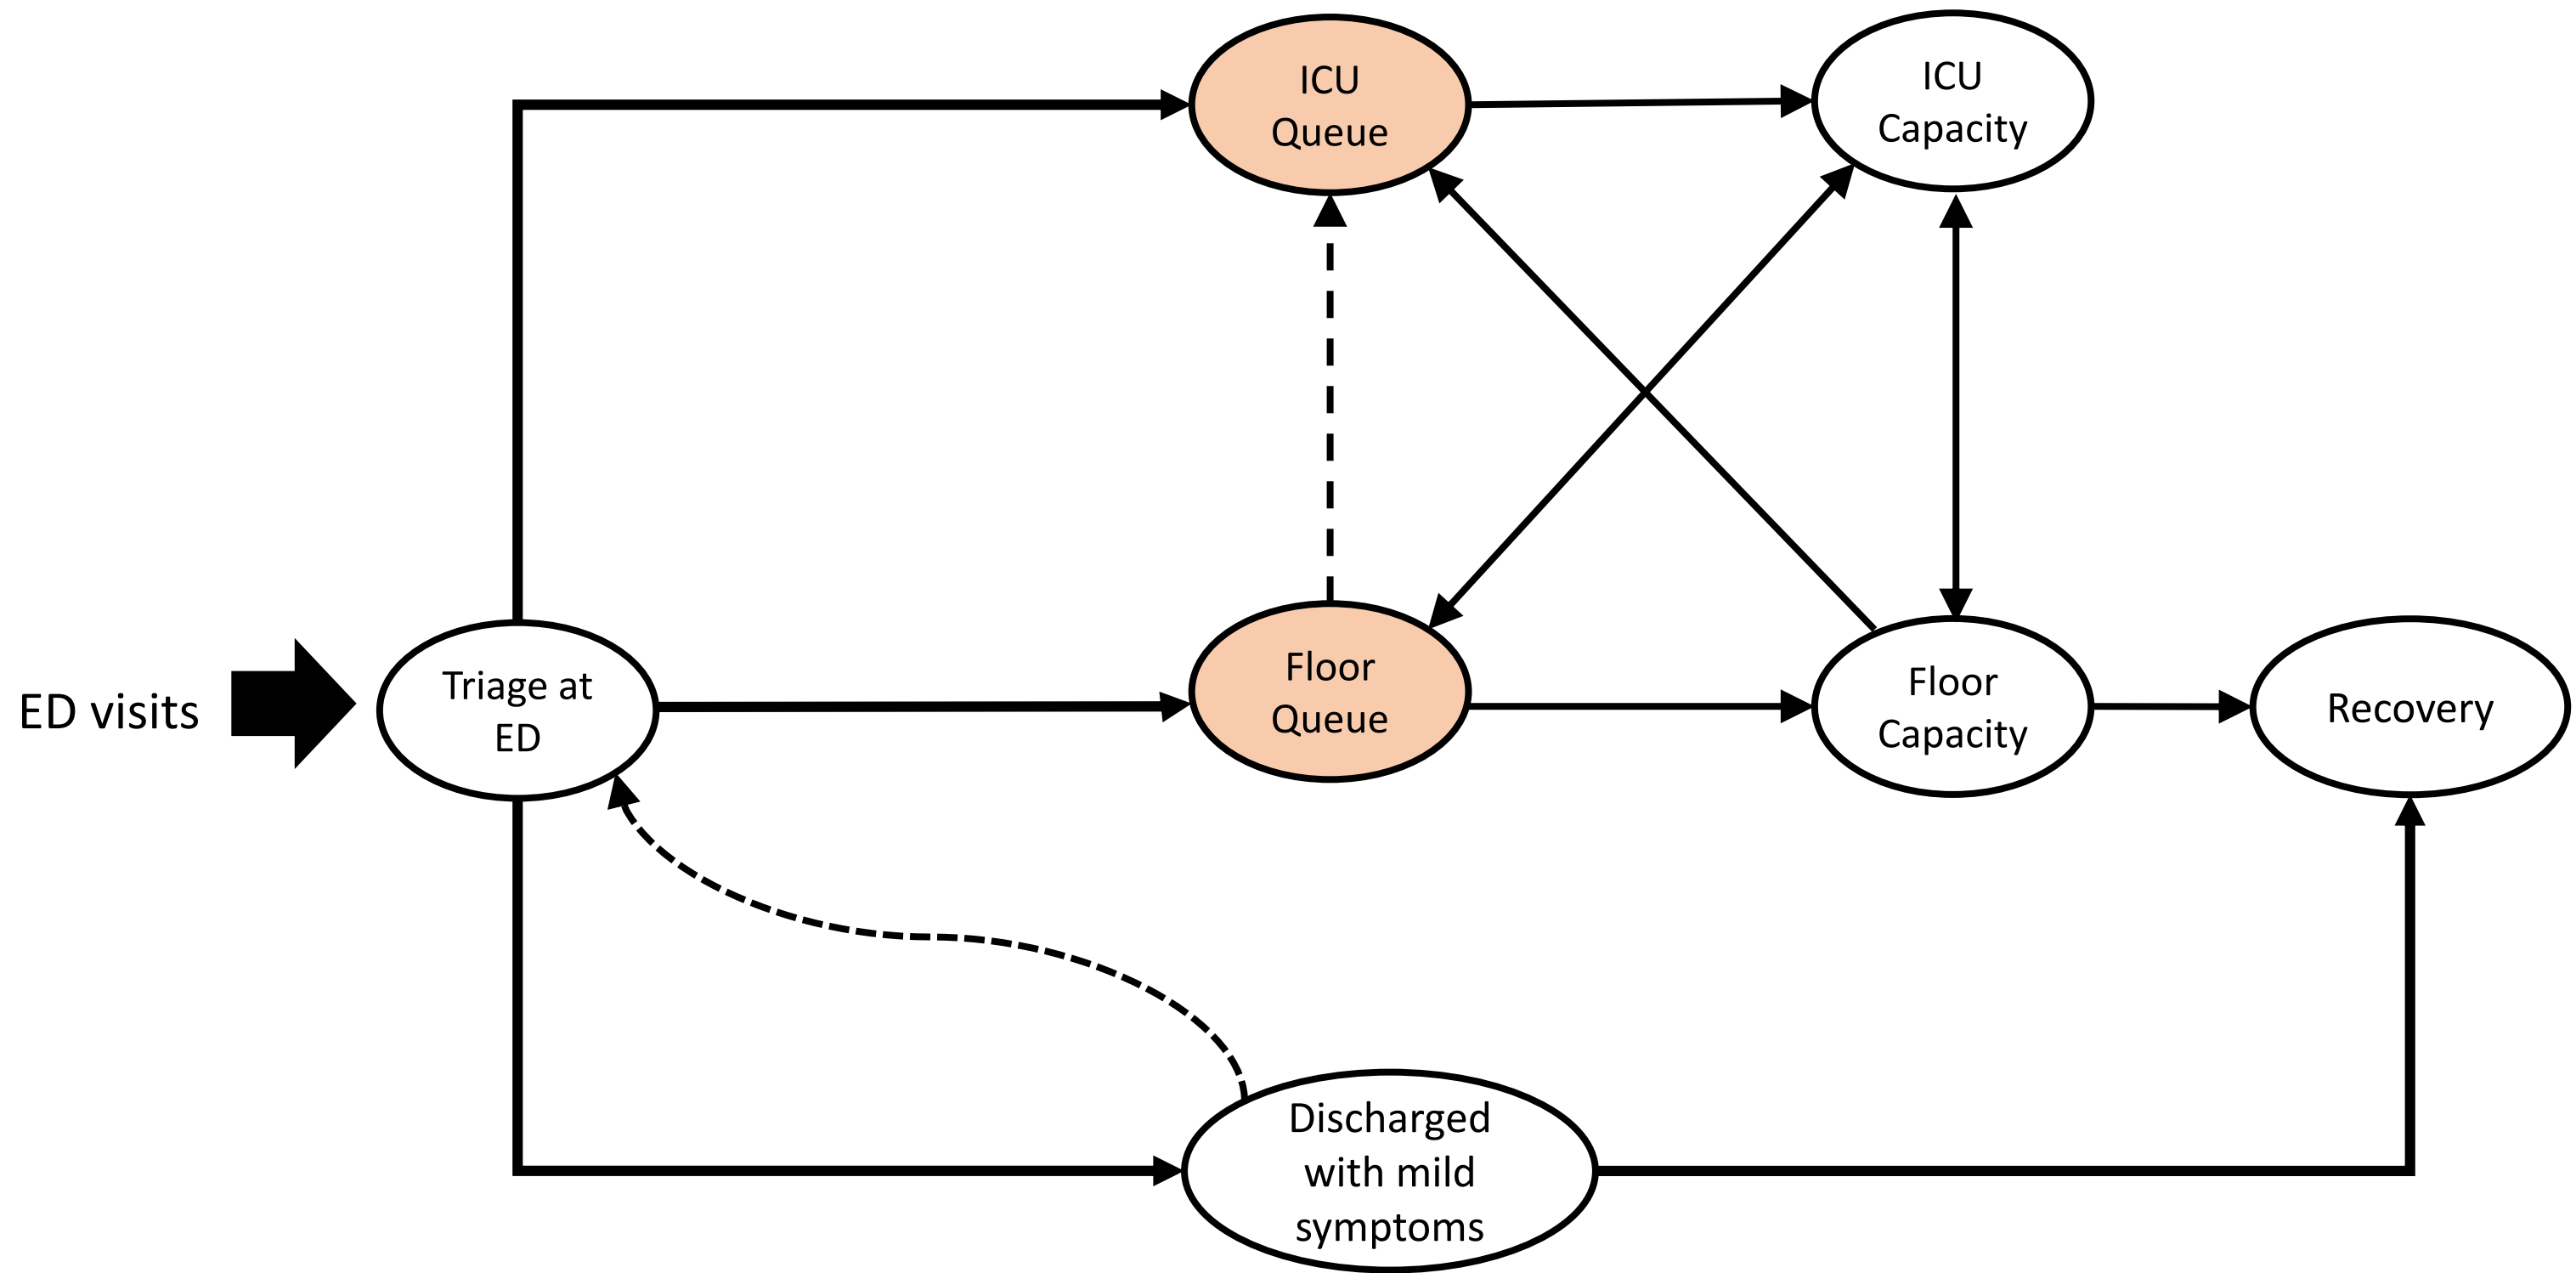 ICU
Queue
ICU
Capacity
ED visits
Triage at
ED
Floor
Queue
Floor
Capacity
Recovery
Discharged
with mild
symptoms